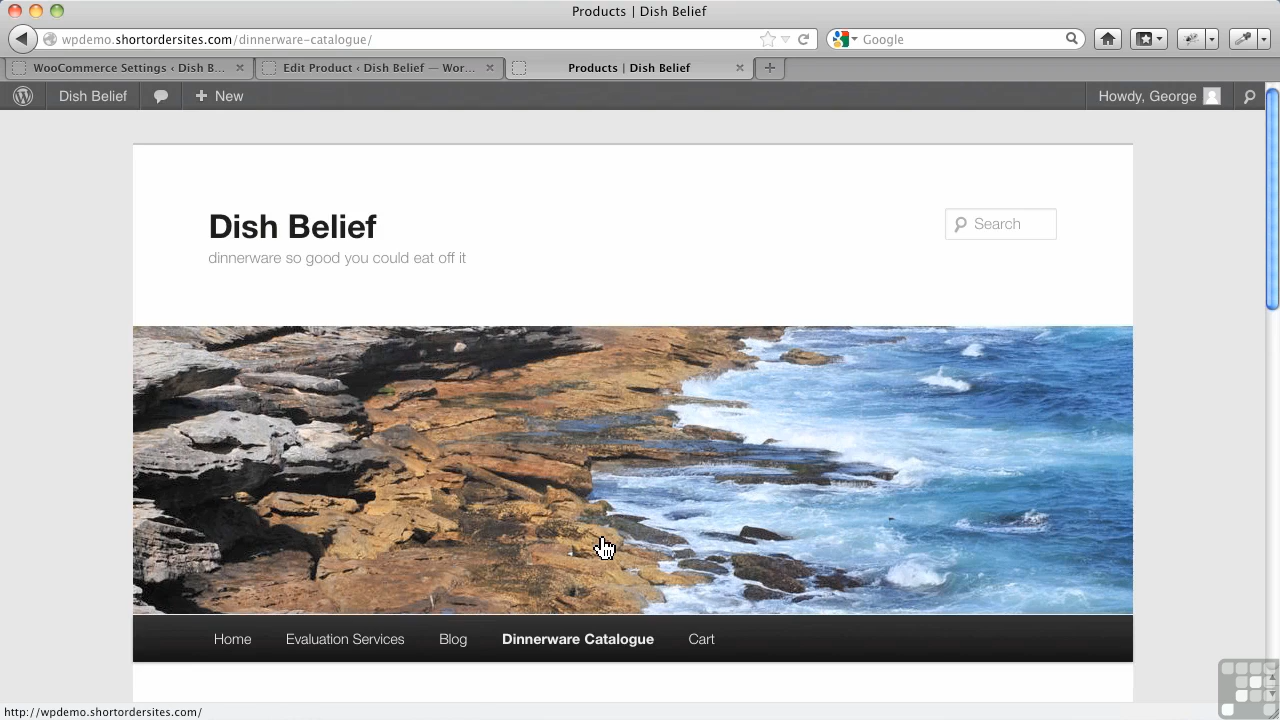 Products | Dish Belief
wpdemo.shortordersites.com/dinnerware-catalogue/
Google
WooCommerce Settings ‹ Dish B...
Edit Product ‹ Dish Belief — Wor...
Products | Dish Belief
Dish Belief
New
Howdy, George
Dish Belief
Search
dinnerware so good you could eat off it
Home Evaluation Services Blog Dinnerware Catalogue Cart
http://wpdemo.shortordersites.com/